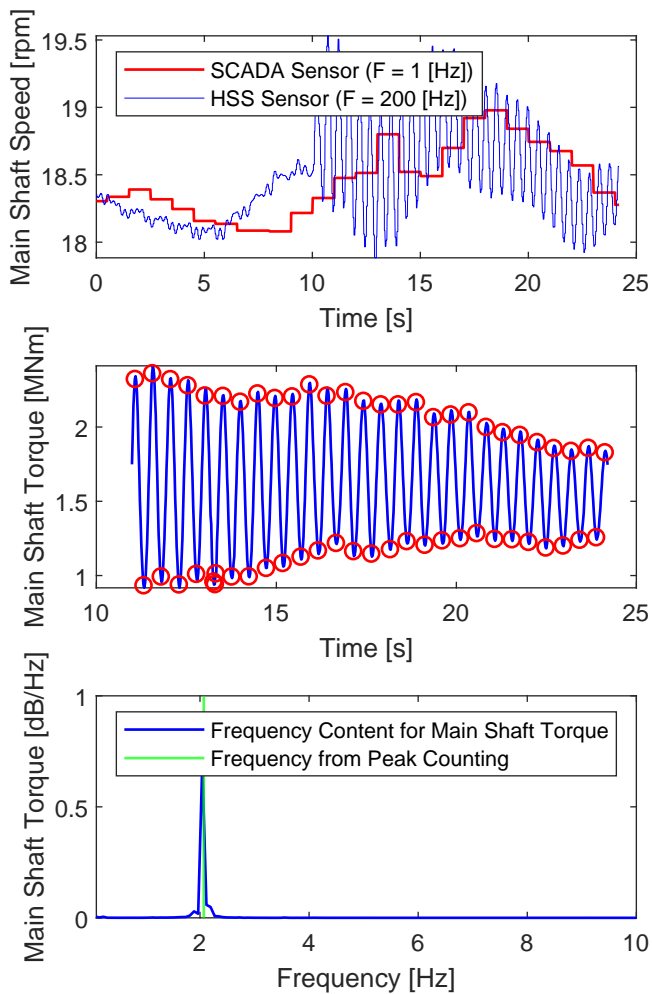 19.5
19
18.5
18
Main Shaft Speed [rpm]
SCADA Sensor (F = 1 [Hz])
HSS Sensor (F = 200 [Hz])
0 5 10 15 20 25
Time [s]
2
1.5
1
Main Shaft Torque [MNm]
10 15 20 25
Time [s]
1
0.5
0
Main Shaft Torque [dB/Hz]
Frequency Content for Main Shaft Torque
Frequency from Peak Counting
2 4 6 8 10
Frequency [Hz]